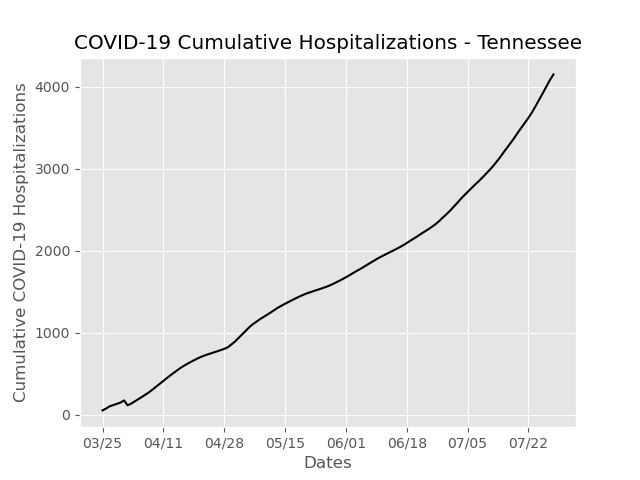 COVID-19 Cumulative Hospitalizations - Tennessee
Cumulative COVID-19 Hospitalizations
4000
3000
2000
1000
0
03/25 04/11 04/28 05/15 06/01 06/18 07/05 07/22
Dates